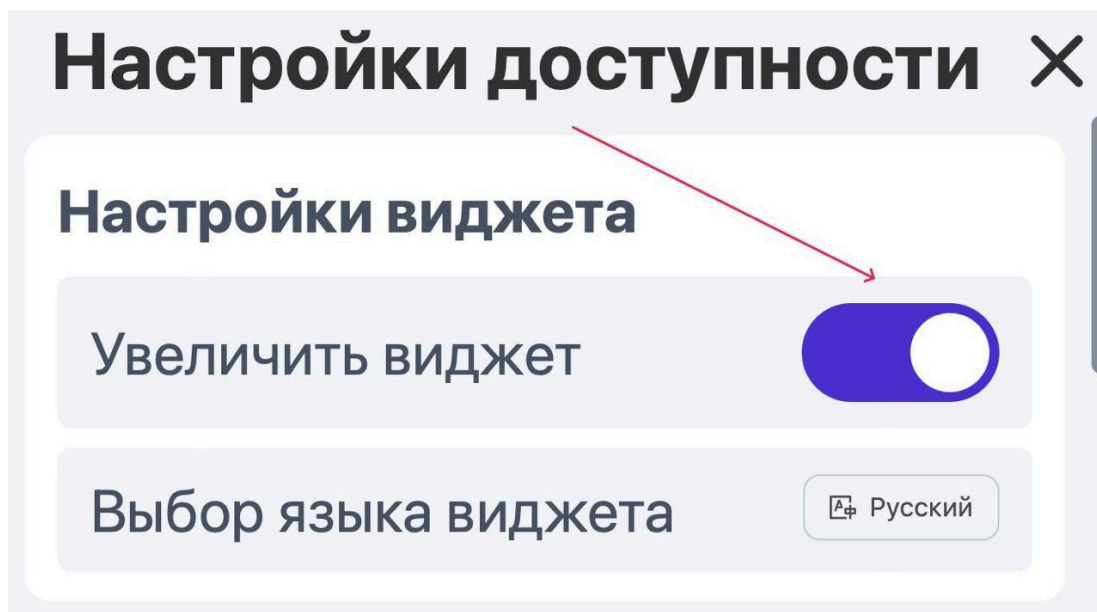 Настройки доступности
Настройки виджета
Увеличить виджет
Выбор языка виджета
Русский